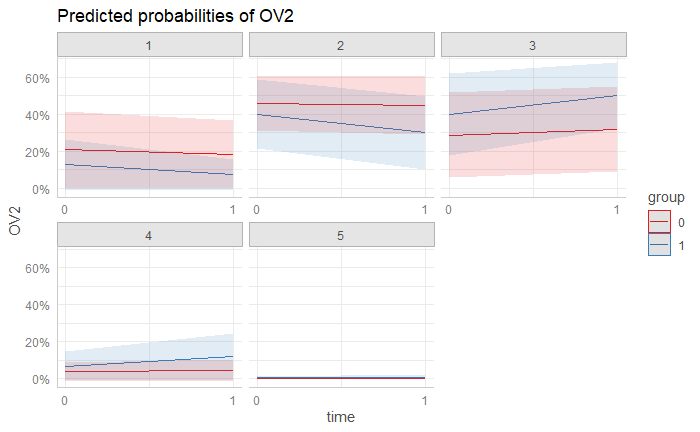 Predicted probabilities of OV2
1 2 3
60%
40%
20%
0%
0 1 0 1 0 1
4 5
60%
40%
20%
0%
0 1 0 1
OV2
time
group
0
1